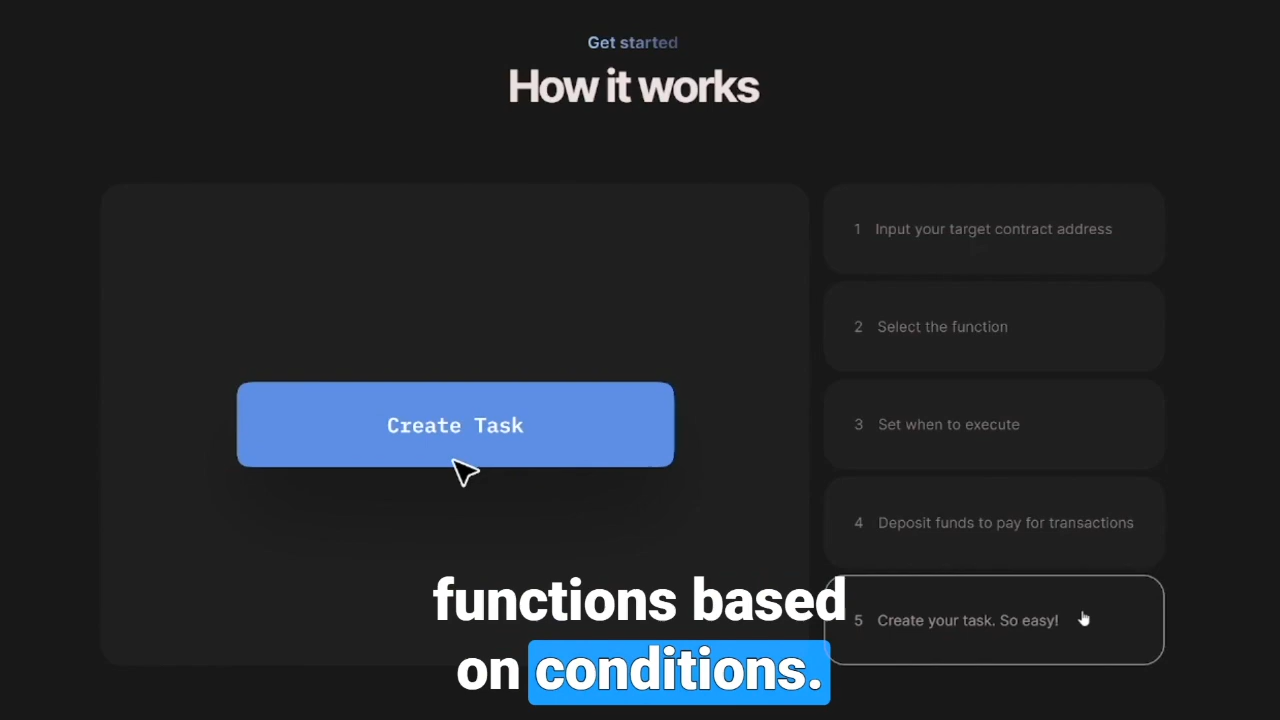 Get started
How it works
1 Input your target contract address
2 Select the function
3 Set when to execute
4 Deposit funds to pay for transactions
5 Create your task. So easy!
Create Task
functions based
on conditions.